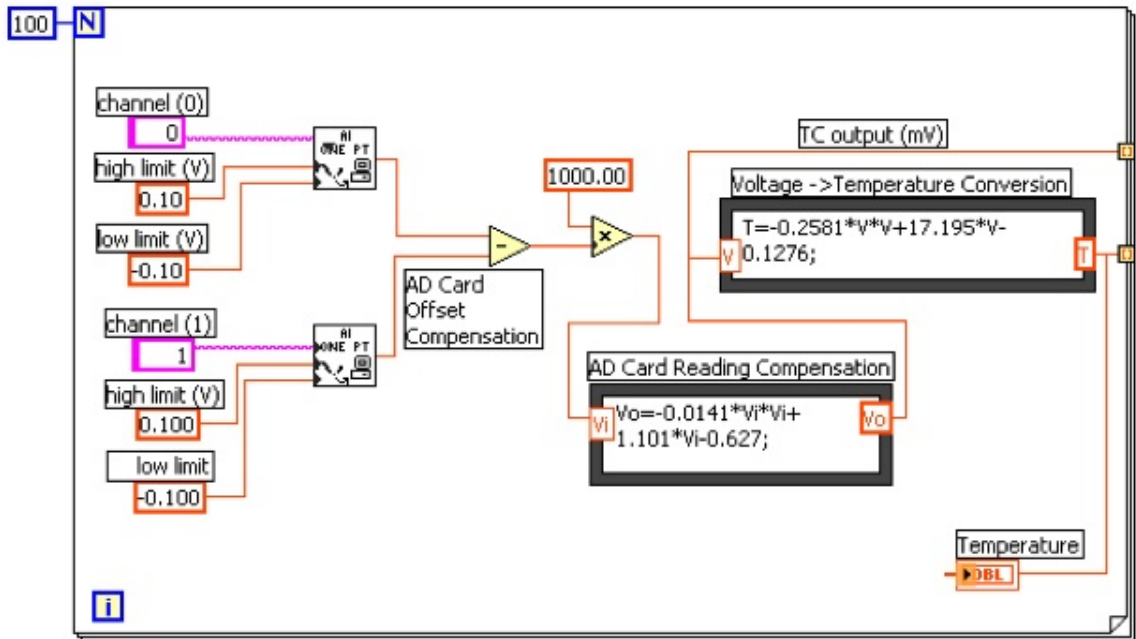 100
N
channel (0)
0
AI
ONE PT
high limit (V)
0.10
low limit (V)
-0.10
1000.00
TC output (mV)
Voltage ->Temperature Conversion
T=-0.2581*V*V+17.195*V-
0.1276;
V
T
-
x
AD Card
Offset
Compensation
channel (1)
1
AI
ONE PT
high limit (V)
0.100
low limit
-0.100
AD Card Reading Compensation
Vi
Vo=-0.0141*Vi*Vi+
1.101*Vi-0.627;
Vo
Temperature
DBL
i